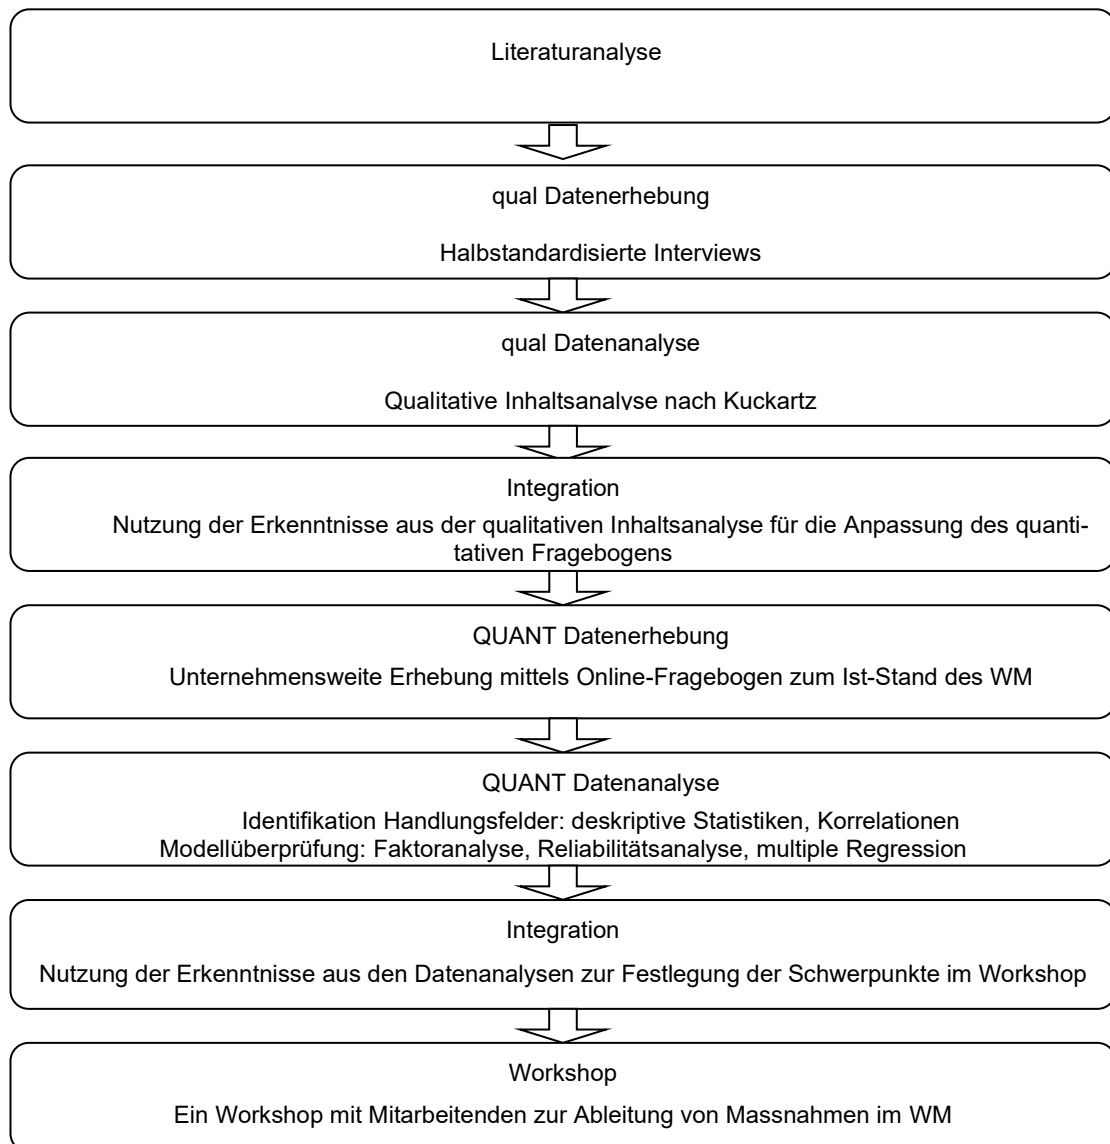 Literaturanalyse
qual Datenerhebung
Halbstandardisierte Interviews
qual Datenanalyse
Qualitative Inhaltsanalyse nach Kuckartz
Integration
Nutzung der Erkenntnisse aus der qualitativen Inhaltsanalyse für die Anpassung des quanti-
tativen Fragebogens
QUANT Datenerhebung
Unternehmensweite Erhebung mittels Online-Fragebogen zum Ist-Stand des WM
QUANT Datenanalyse
Identifikation Handlungsfelder: deskriptive Statistiken, Korrelationen
Modellüberprüfung: Faktoranalyse, Reliabilitätsanalyse, multiple Regression
Integration
Nutzung der Erkenntnisse aus den Datenanalysen zur Festlegung der Schwerpunkte im Workshop
Workshop
Ein Workshop mit Mitarbeitenden zur Ableitung von Massnahmen im WM